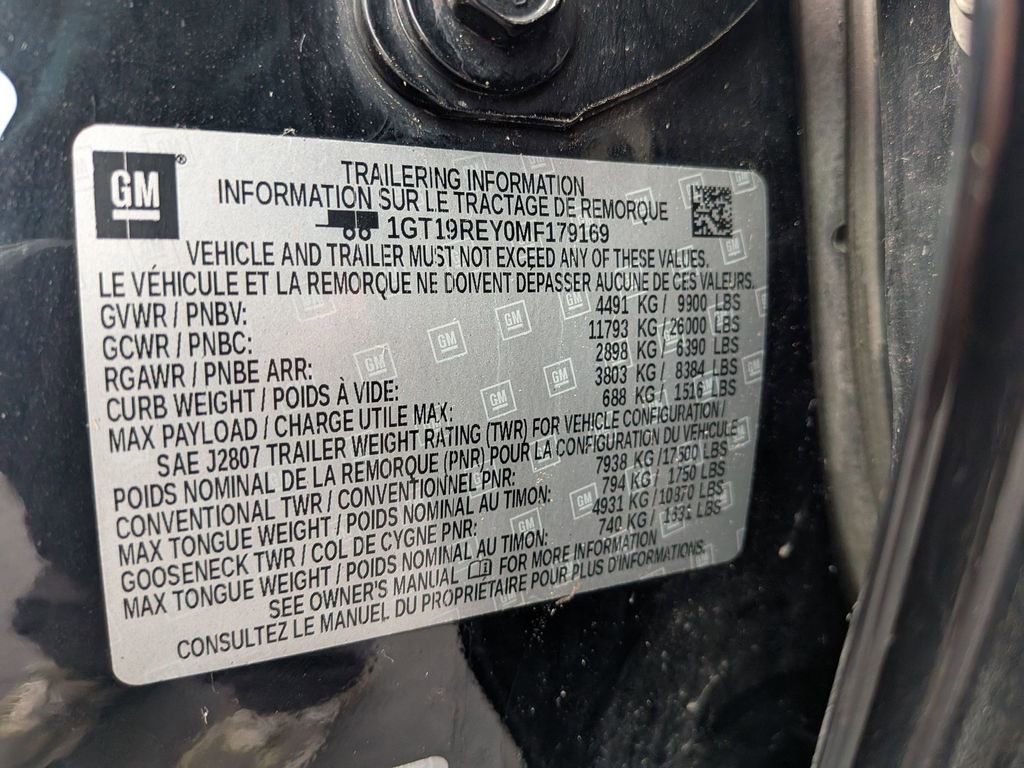 GM®
TRAILERING INFORMATION
INFORMATION SUR LE TRACTAGE DE REMORQUE
1GT19REY0MF179169
VEHICLE AND TRAILER MUST NOT EXCEED ANY OF THESE VALUES.
LE VÉHICULE ET LA REMORQUE NE DOIVENT DÉPASSER AUCUNE DE CES VALEURS.
GVWR / PNBV: 4491 KG / 9900 LBS
GCWR / PNBC: 11793 KG / 26000 LBS
RGAWR / PNBE ARR: 2898 KG / 6390 LBS
CURB WEIGHT / POIDS À VIDE: 3803 KG / 8384 LBS
MAX PAYLOAD / CHARGE UTILE MAX: 688 KG / 1516 LBS
SAE J2807 TRAILER WEIGHT RATING (TWR) FOR VEHICLE CONFIGURATION /
POIDS NOMINAL DE LA REMORQUE (PNR) POUR LA CONFIGURATION DU VEHICULE
CONVENTIONAL TWR / CONVENTIONNEL PNR: 7938 KG / 17500 LBS
MAX TONGUE WEIGHT / POIDS NOMINAL AU TIMON: 794 KG / 1750 LBS
GOOSENECK TWR / COL DE CYGNE PNR: 4931 KG / 10870 LBS
MAX TONGUE WEIGHT / POIDS NOMINAL AU TIMON: 740 KG / 1631 LBS
SEE OWNER'S MANUAL FOR MORE INFORMATION
CONSULTEZ LE MANUEL DU PROPRIÉTAIRE POUR PLUS D'INFORMATIONS.